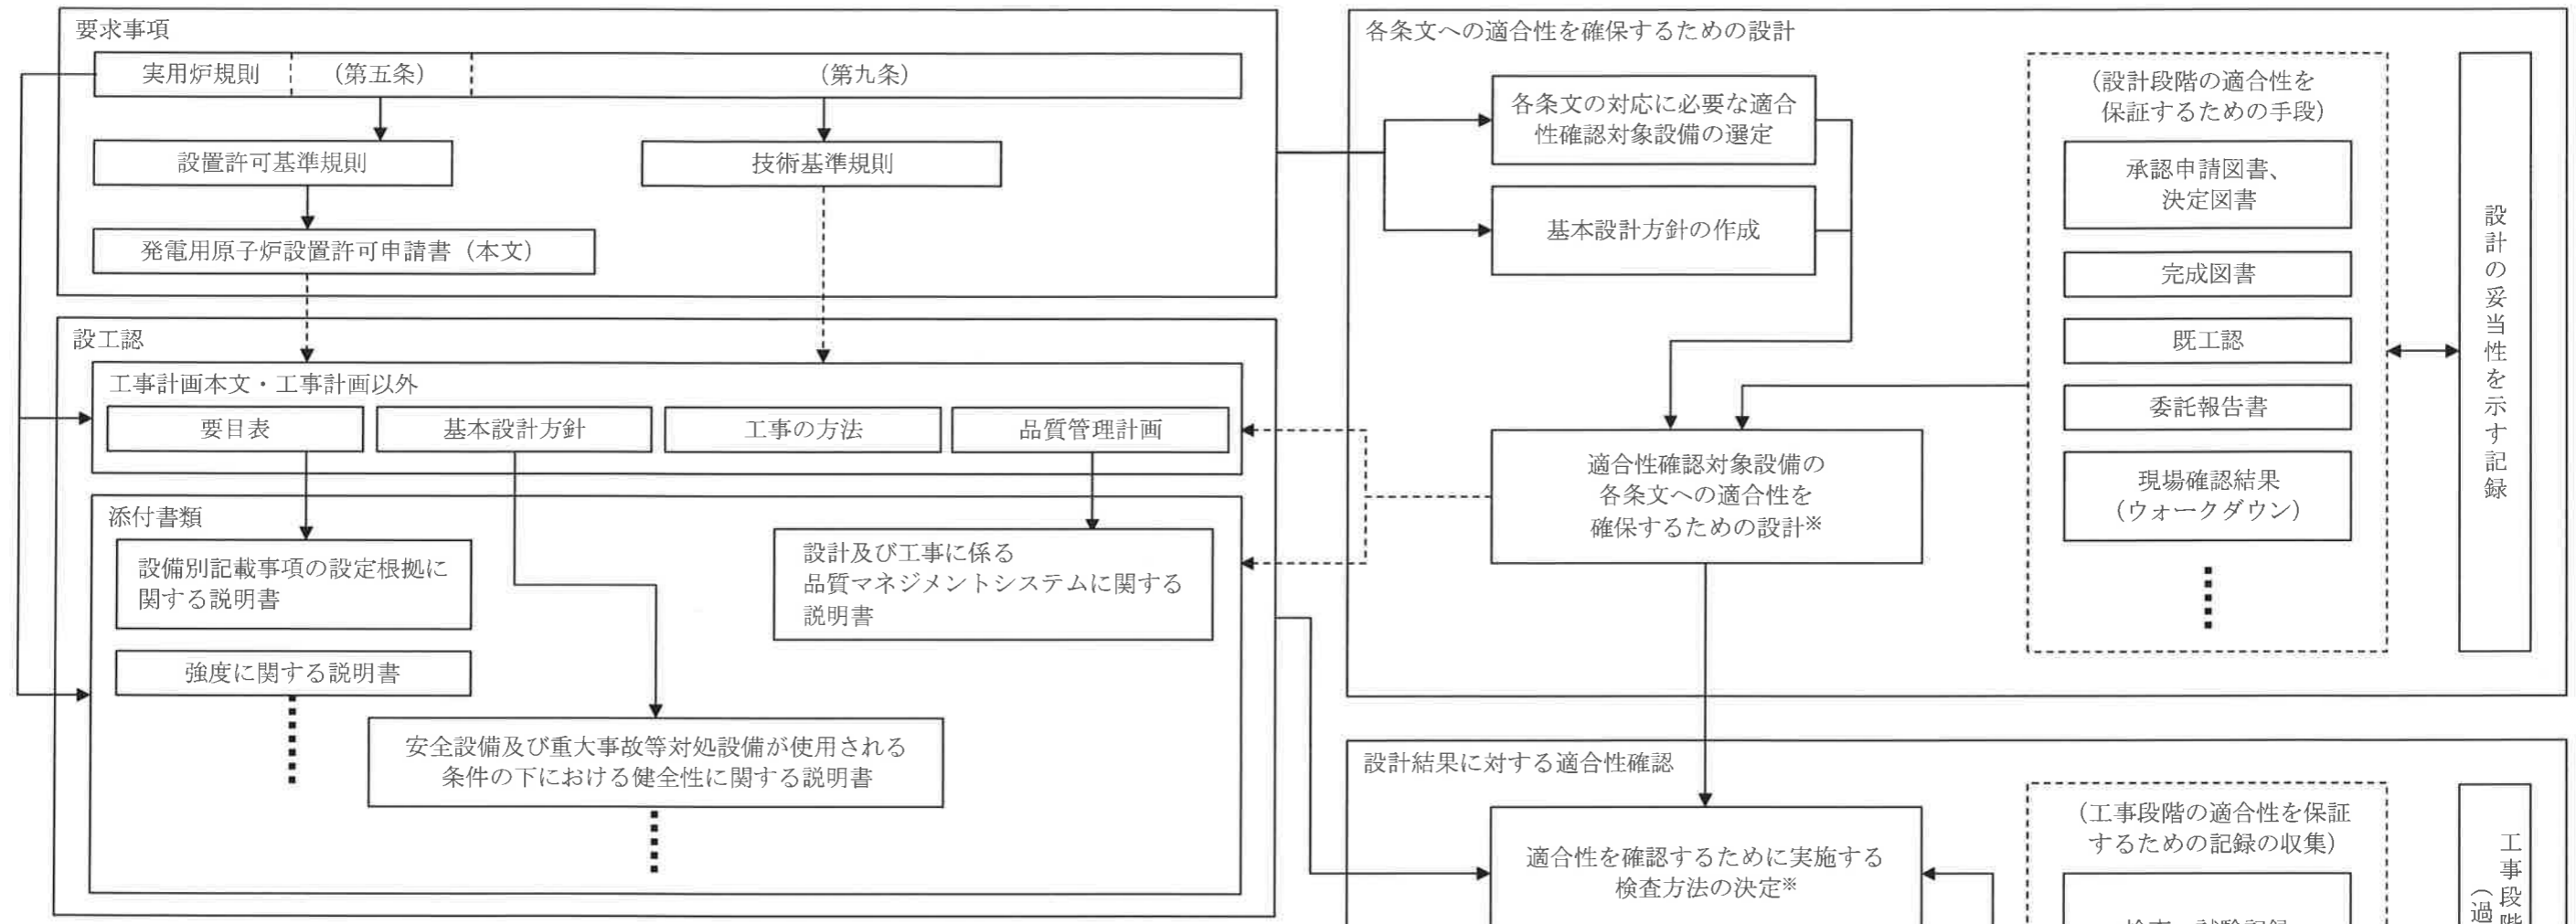 要求事項
実用炉規則
(第五条)
(第九条)
設置許可基準規則
技術基準規則
発電用原子炉設置許可申請書（本文）
設工認
工事計画本文・工事計画以外
要目表
基本設計方針
工事の方法
品質管理計画
添付書類
設備別記載事項の設定根拠に
関する説明書
設計及び工事に係る
品質マネジメントシステムに関する
説明書
強度に関する説明書
安全設備及び重大事故等対処設備が使用される
条件の下における健全性に関する説明書
各条文への適合性を確保するための設計
各条文の対応に必要な適合
性確認対象設備の選定
基本設計方針の作成
適合性確認対象設備の
各条文への適合性を
確保するための設計※
（設計段階の適合性を
保証するための手段）
承認申請図書、
決定図書
完成図書
既工認
委託報告書
現場確認結果
（ウォークダウン）
設計の妥当性を示す記録
設計結果に対する適合性確認
適合性を確認するために実施する
検査方法の決定※
（工事段階の適合性を保証
するための記録の収集）
工事段
（過